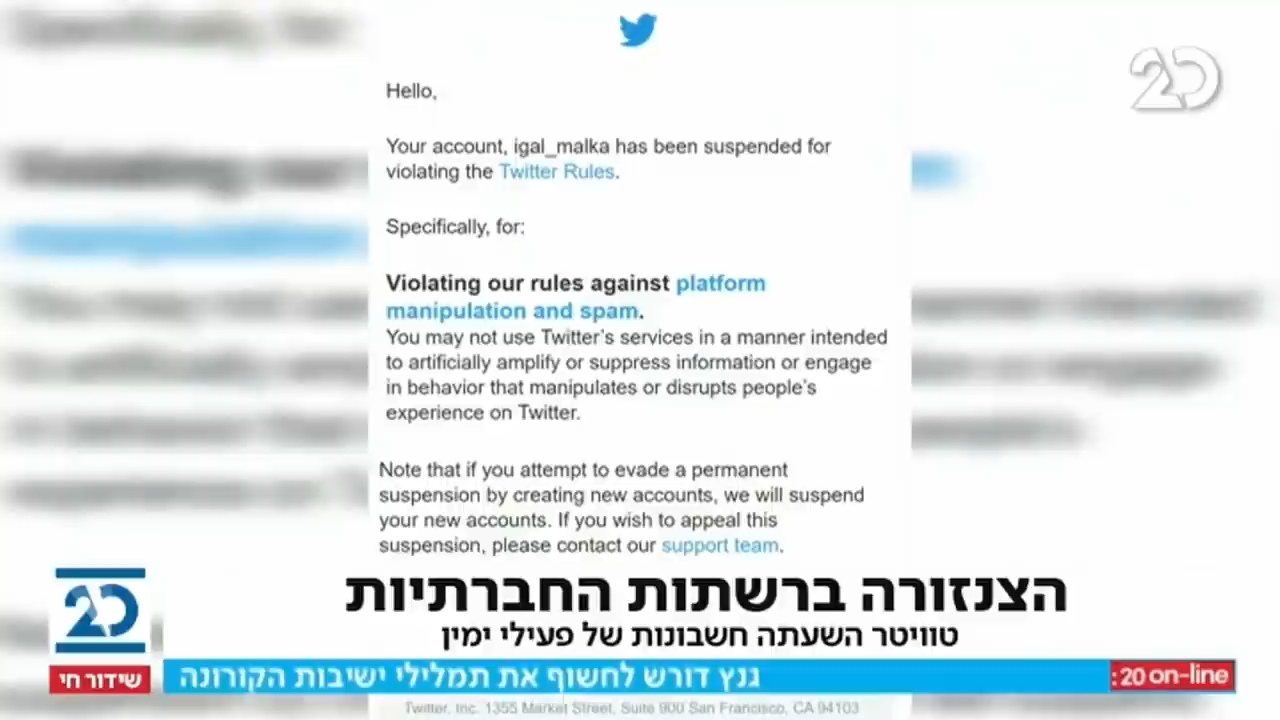 20
Hello,
Your account, igal_malka has been suspended for
violating the Twitter Rules.
Specifically, for:
Violating our rules against platform
manipulation and spam.
You may not use Twitter's services in a manner intended
to artificially amplify or suppress information or engage
in behavior that manipulates or disrupts people's
experience on Twitter.
Note that if you attempt to evade a permanent
suspension by creating new accounts, we will suspend
your new accounts. If you wish to appeal this
suspension, please contact our support team.
20
הצנזורה ברשתות החברתיות
טוויטר השעתה חשבונות של פעילי ימין
שידור חי
גנץ דורש לחשוף את תמלילי ישיבות הקורונה
:20 on-line
Twitter, Inc. 1355 Market Street, Suite 900 San Francisco, CA 94103